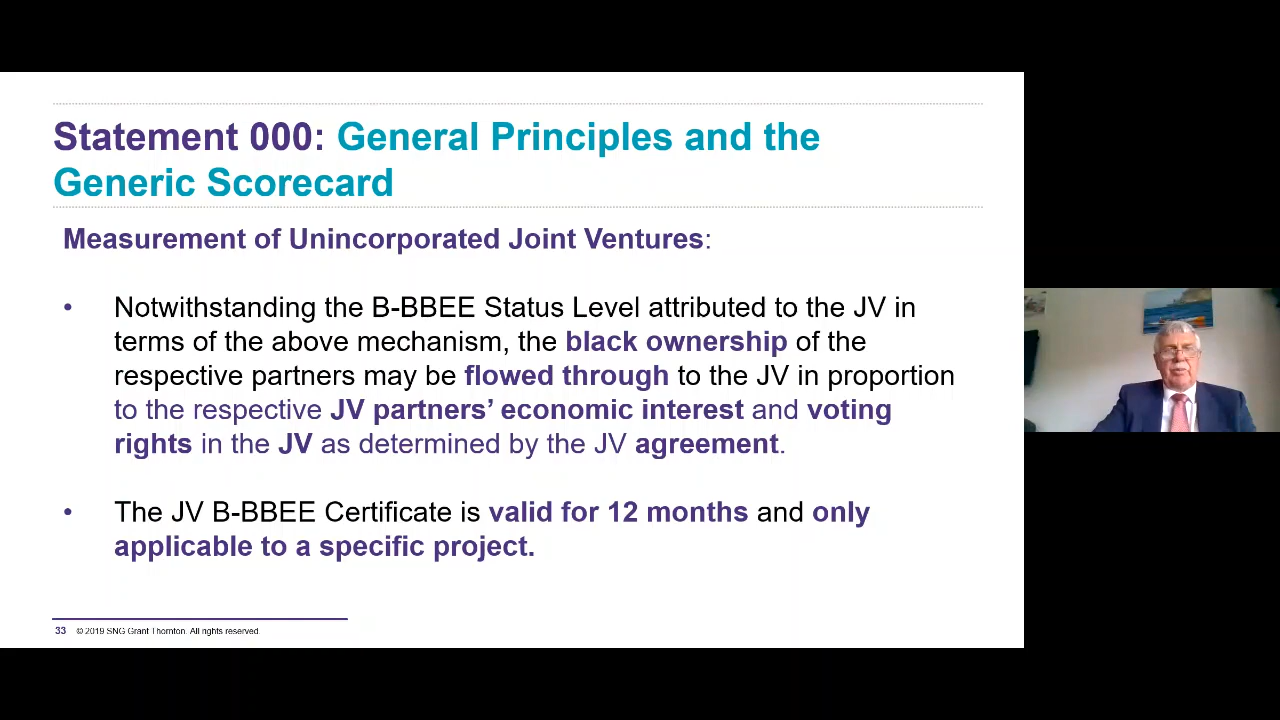 Statement 000: General Principles and the
Generic Scorecard
Measurement of Unincorporated Joint Ventures:
• Notwithstanding the B-BBEE Status Level attributed to the JV in
terms of the above mechanism, the black ownership of the
respective partners may be flowed through to the JV in proportion
to the respective JV partners’ economic interest and voting
rights in the JV as determined by the JV agreement.
• The JV B-BBEE Certificate is valid for 12 months and only
applicable to a specific project.
33 © 2019 SNG Grant Thornton. All rights reserved.